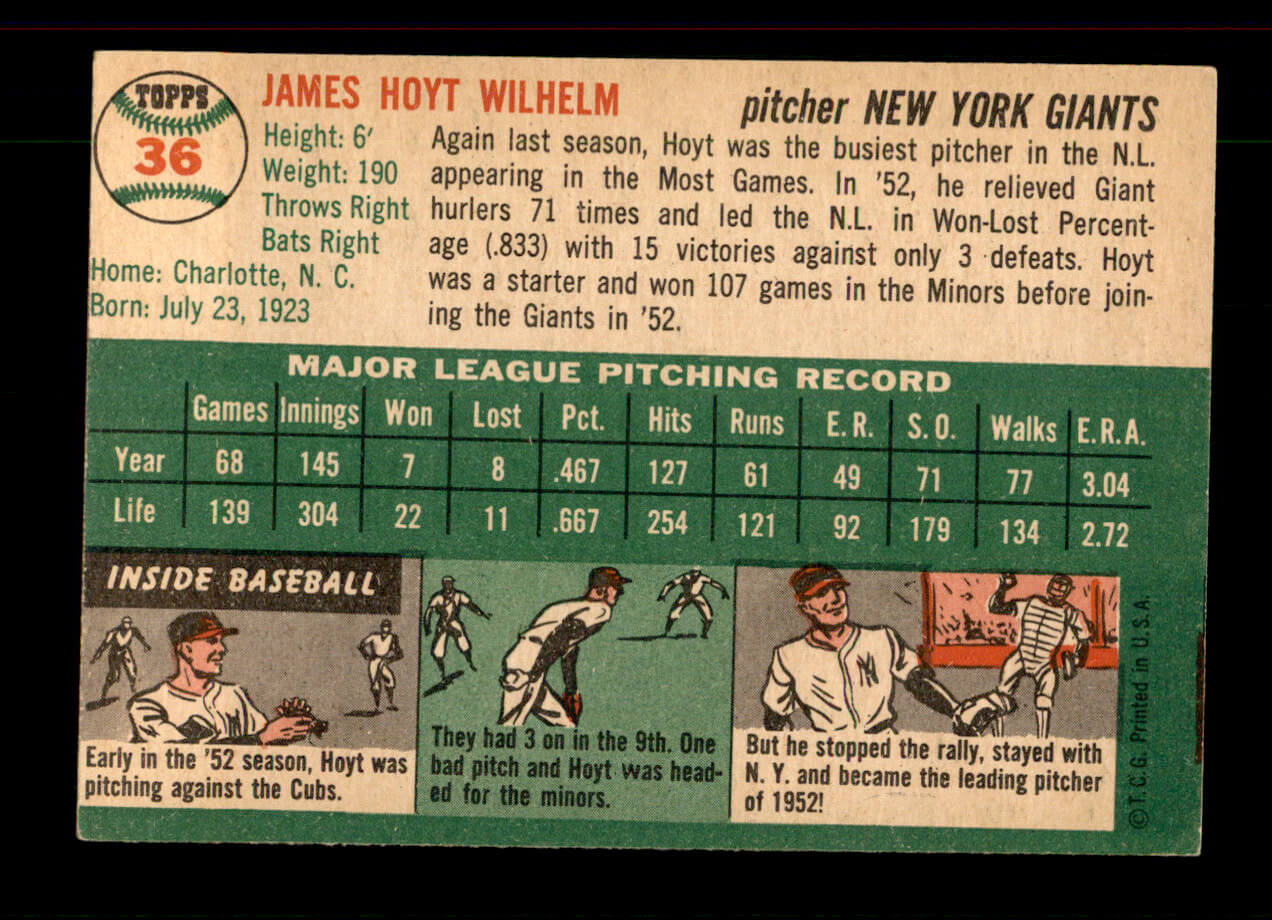 TOPPS
36
JAMES HOYT WILHELM
pitcher NEW YORK GIANTS
Height: 6'
Weight: 190
Throws Right
Bats Right
Home: Charlotte, N. C.
Born: July 23, 1923
Again last season, Hoyt was the busiest pitcher in the N.L.
appearing in the Most Games. In '52, he relieved Giant
hurlers 71 times and led the N.L. in Won-Lost Percent-
age (.833) with 15 victories against only 3 defeats. Hoyt
was a starter and won 107 games in the Minors before join-
ing the Giants in '52.
MAJOR LEAGUE PITCHING RECORD
Games Innings Won Lost Pct. Hits Runs E. R. S. O. Walks E.R.A.
Year 68 145 7 8 .467 127 61 49 71 77 3.04
Life 139 304 22 11 .667 254 121 92 179 134 2.72
INSIDE BASEBALL
Early in the '52 season, Hoyt was
pitching against the Cubs.
They had 3 on in the 9th. One
bad pitch and Hoyt was head-
ed for the minors.
NY
But he stopped the rally, stayed with
N. Y. and became the leading pitcher
of 1952!
© T. C. G. Printed in U. S. A.